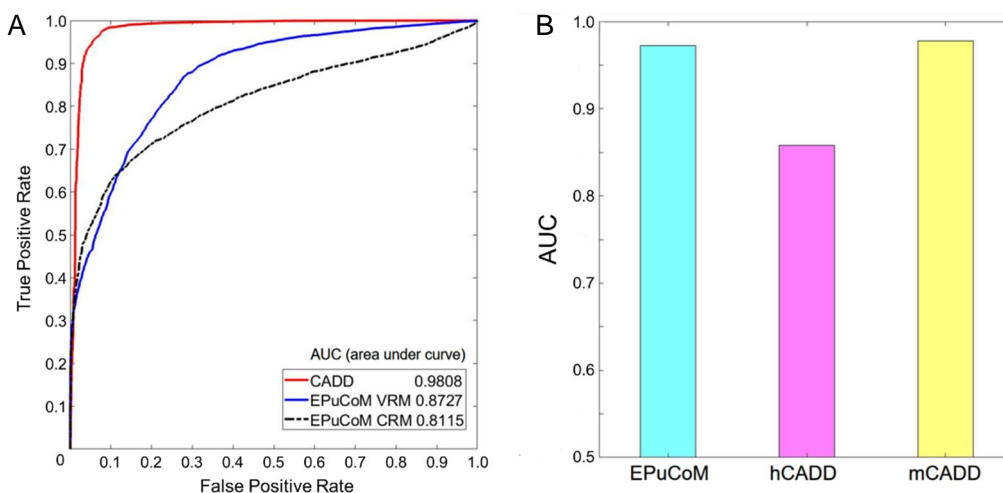 A
True Positive Rate
1.0
0.9
0.8
0.7
0.6
0.5
0.4
0.3
0.2
0.1
0
0.1 0.2 0.3 0.4 0.5 0.6 0.7 0.8 0.9 1.0
False Positive Rate
AUC (area under curve)
CADD 0.9808
EPuCoM VRM 0.8727
EPuCoM CRM 0.8115
B
AUC
1.0
0.9
0.8
0.7
0.6
0.5
EPuCoM hCADD mCADD